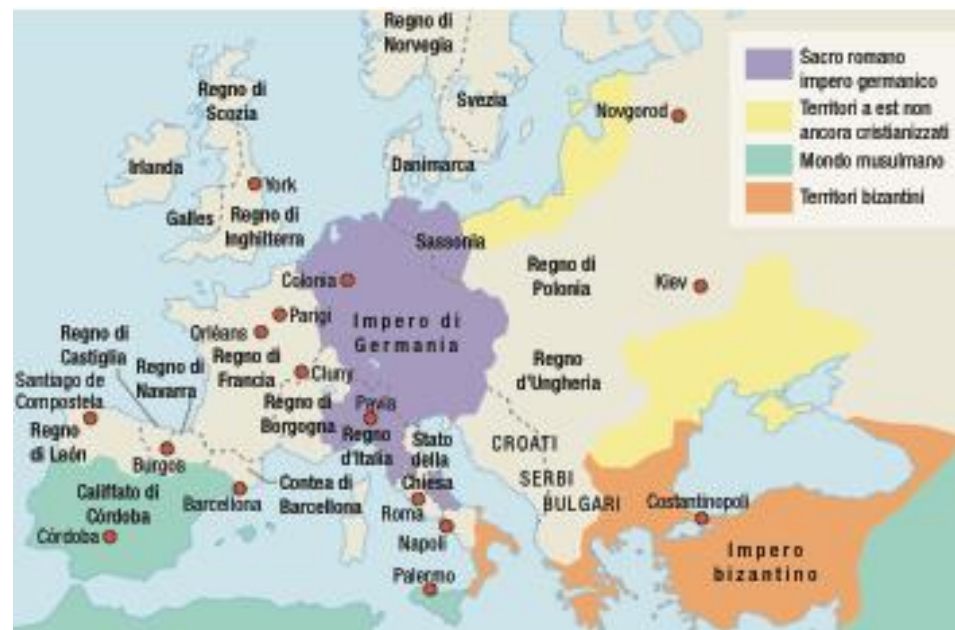 Regno di
Norvegia
Svezia
Regno di
Scozia
Irlanda
Danimarca
York
Galles
Regno di
Inghilterra
Novgorod
Sacro romano
impero germanico
Territori a est non
ancora cristianizzati
Mondo musulmano
Territori bizantini
Sassonia
Colonia
Regno di
Polonia
Kiev
Parigi
Orléans
Impero di
Germania
Regno di
Castiglia
Regno di
Navarra
Regno di
Francia
Cluny
Regno
d'Ungheria
Santiago de
Compostela
Regno di
Borgogna
Pavia
Regno
d'Italia
Stato
della
Chiesa
Regno
di León
Burgos
CROATI
SERBI
BULGARI
Califfato di
Córdoba
Barcellona
Contea di
Barcellona
Roma
Napoli
Costantinopoli
Córdoba
Palermo
Impero
bizantino